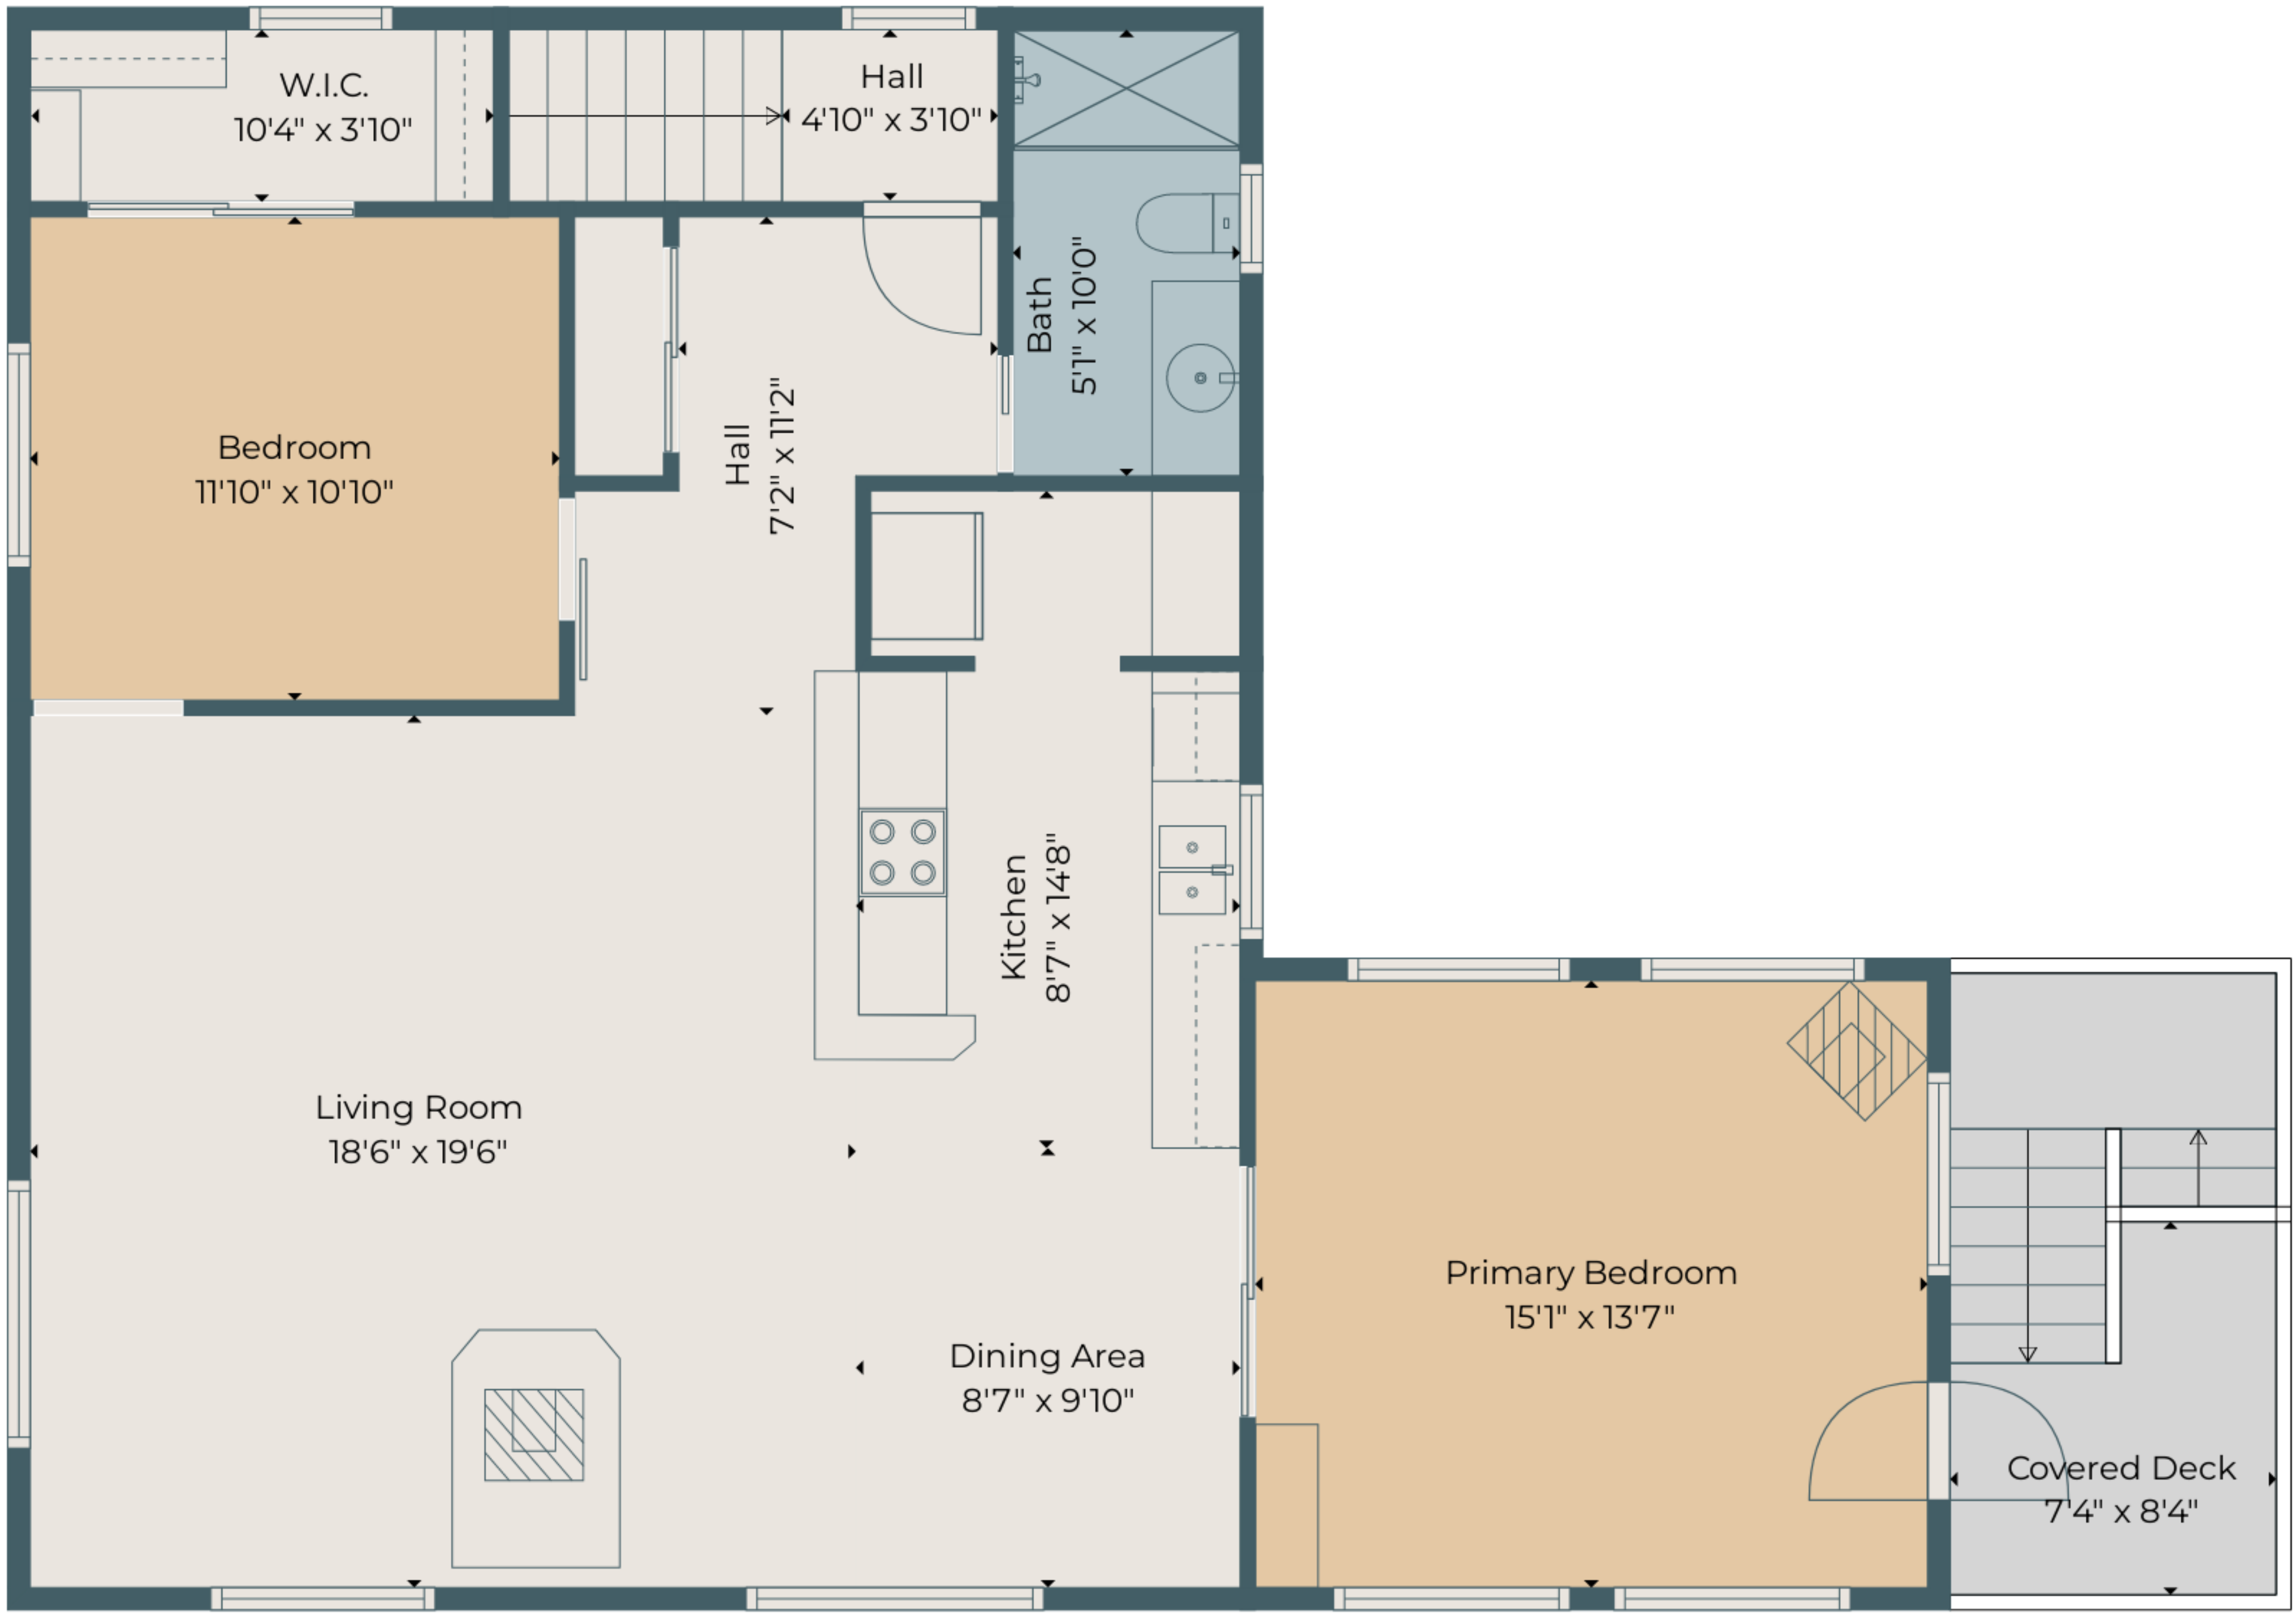 W.I.C.
10'4" x 3'10"
Hall
4'10" x 3'10"
Bath
5'1" x 10'0"
Bedroom
11'10" x 10'10"
Hall
7'2" x 11'2"
Kitchen
8'7" x 14'8"
Living Room
18'6" x 19'6"
Primary Bedroom
15'1" x 13'7"
Dining Area
8'7" x 9'10"
Covered Deck
7'4" x 8'4"